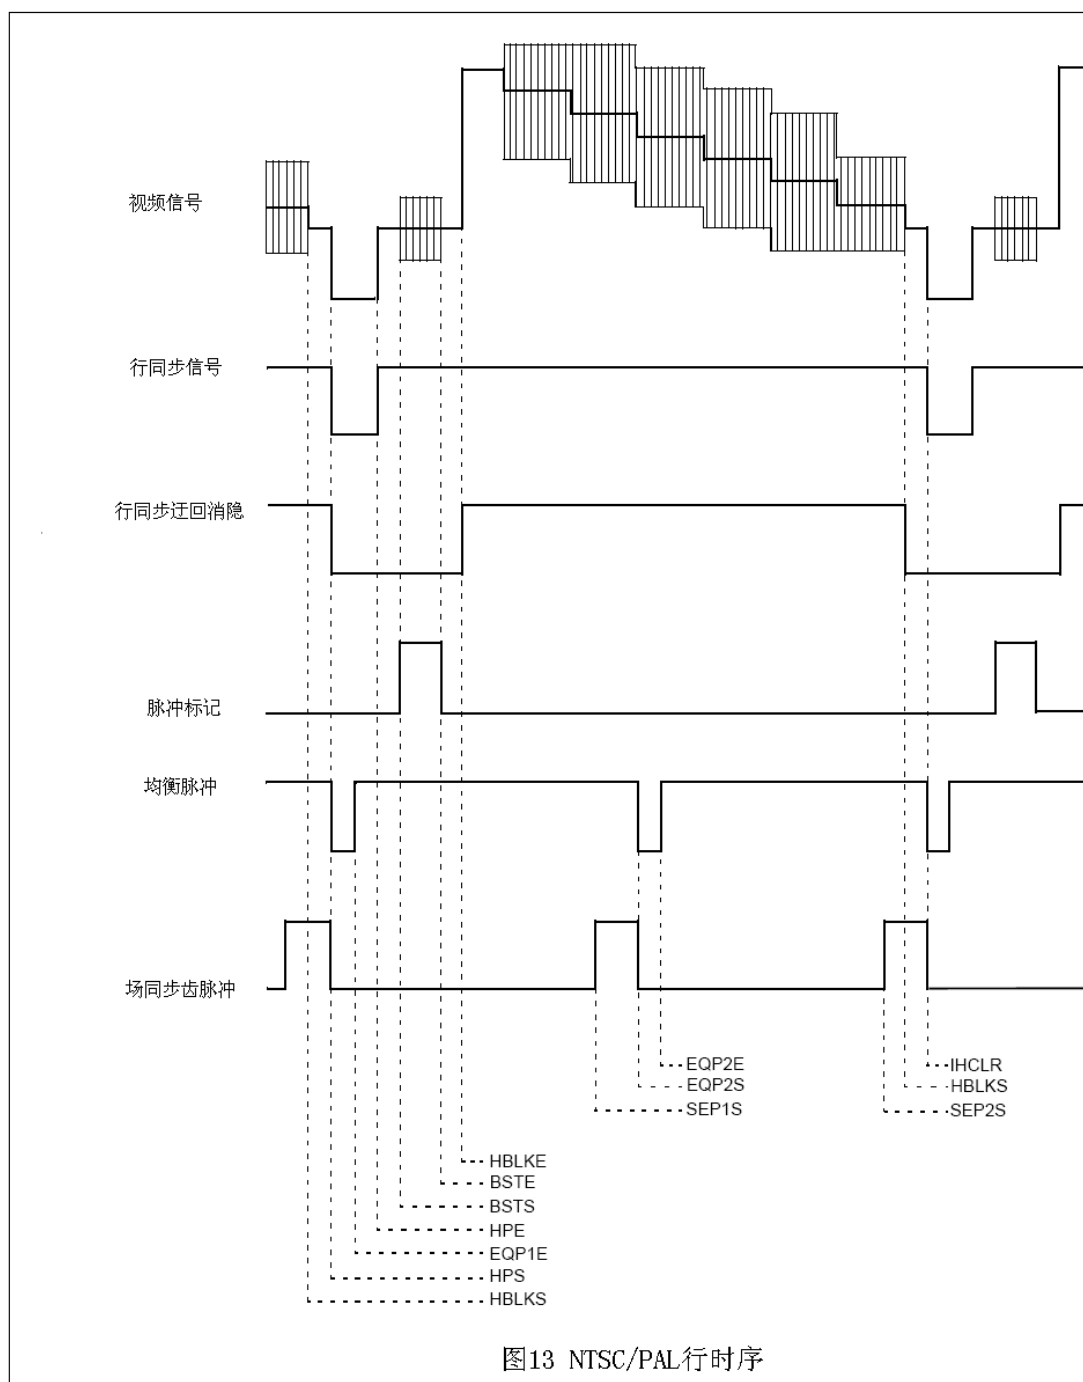 视频信号
行同步信号
行同步迂回消隐
脉冲标记
均衡脉冲
场同步齿脉冲
EQP2E
EQP2S
SEP1S
IHCLR
HBLKS
SEP2S
HBLKE
BSTE
BSTS
HPE
EQP1E
HPS
HBLKS
图13 NTSC/PAL行时序